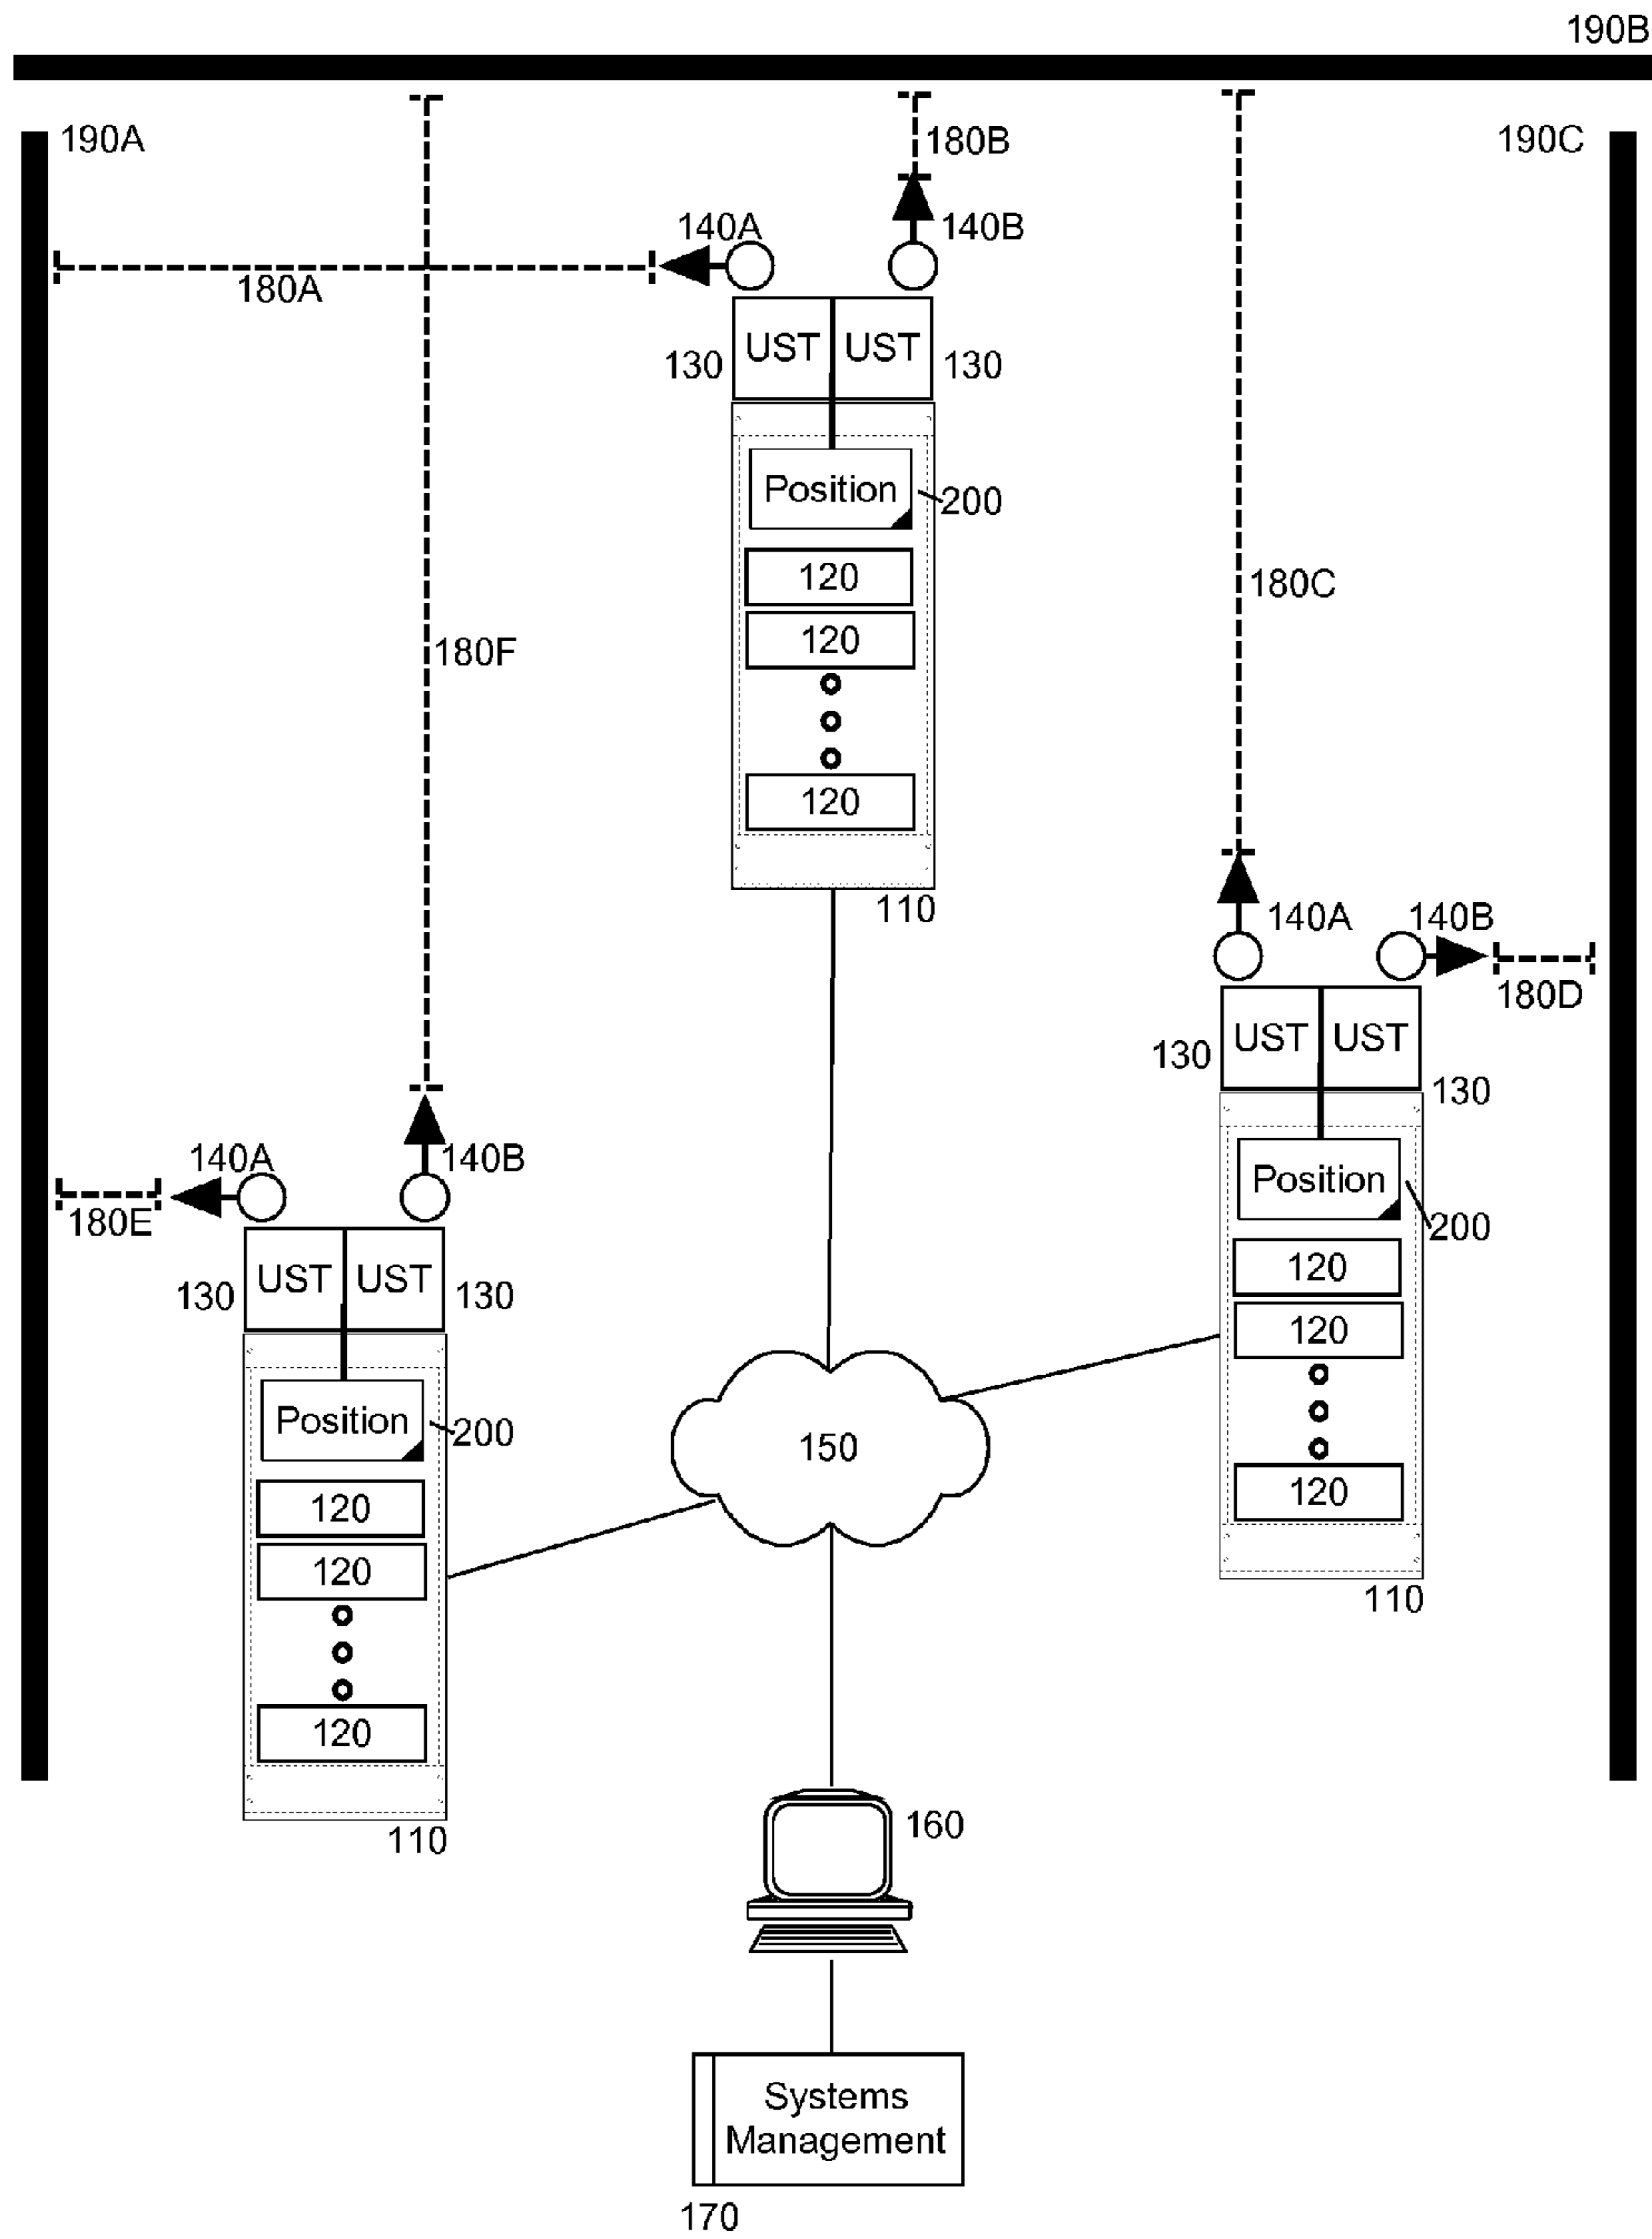 190B
190A
190C
180B
140A
140B
180A
UST
UST
130
130
Position
200
120
120
180C
180F
120
110
140A
140B
180D
UST
UST
130
130
140A
140B
Position
180E
200
UST
UST
120
130
130
120
Position
200
150
120
120
120
110
120
160
110
Systems
Management
170